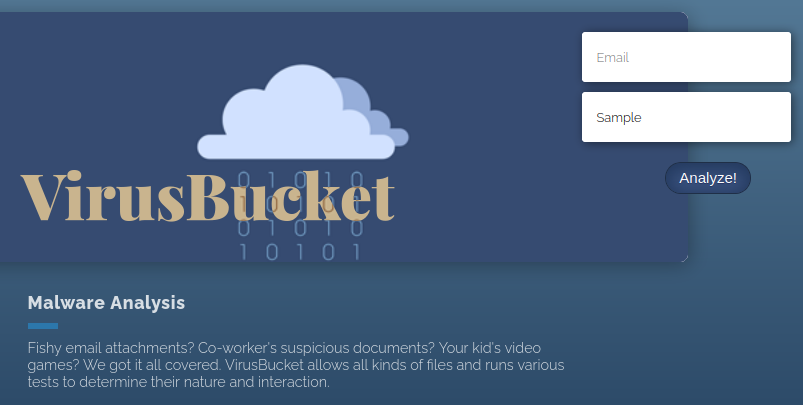 Email
Sample
Analyze!
VirusBucket
0 1 0 1 0
1 0 1 0 1
0 1 0 1 0
1 0 1 0 1
Malware Analysis
Fishy email attachments? Co-worker's suspicious documents? Your kid's video
games? We got it all covered. VirusBucket allows all kinds of files and runs various
tests to determine their nature and interaction.